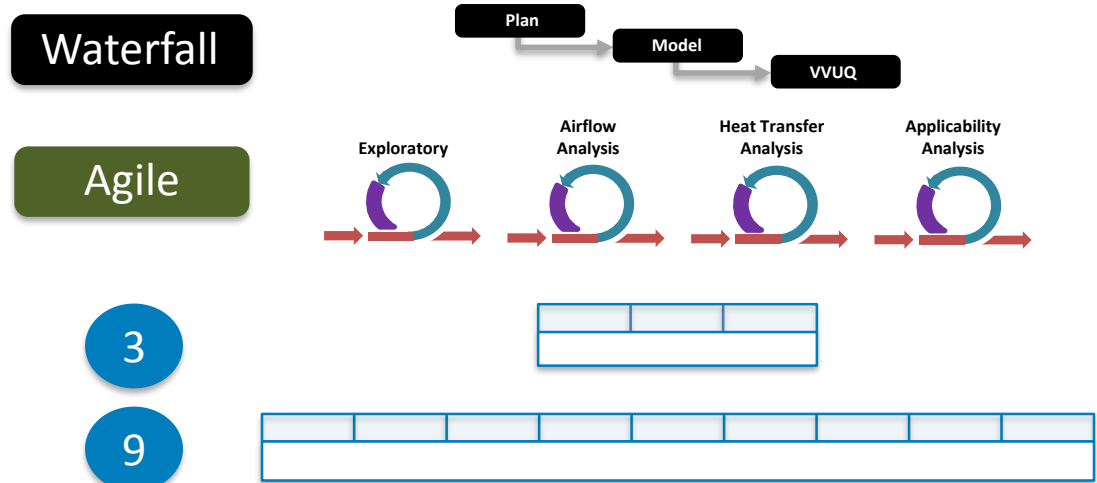 Waterfall
Plan
Model
VVUQ
Agile
Exploratory
Airflow
Analysis
Heat Transfer
Analysis
Applicability
Analysis
3
9